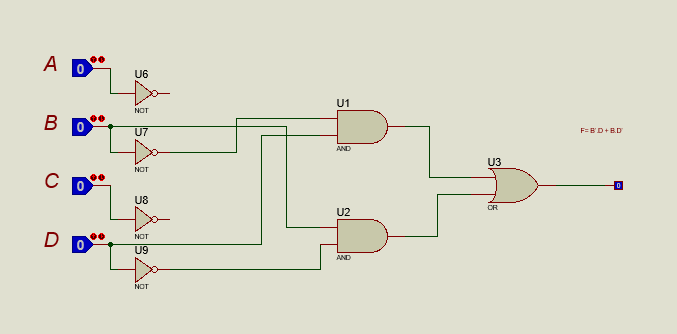 A
0
U6
NOT
B
0
U7
NOT
U1
AND
F= B'.D + B.D'
C
0
U8
NOT
U3
OR
0
D
0
U9
NOT
U2
AND